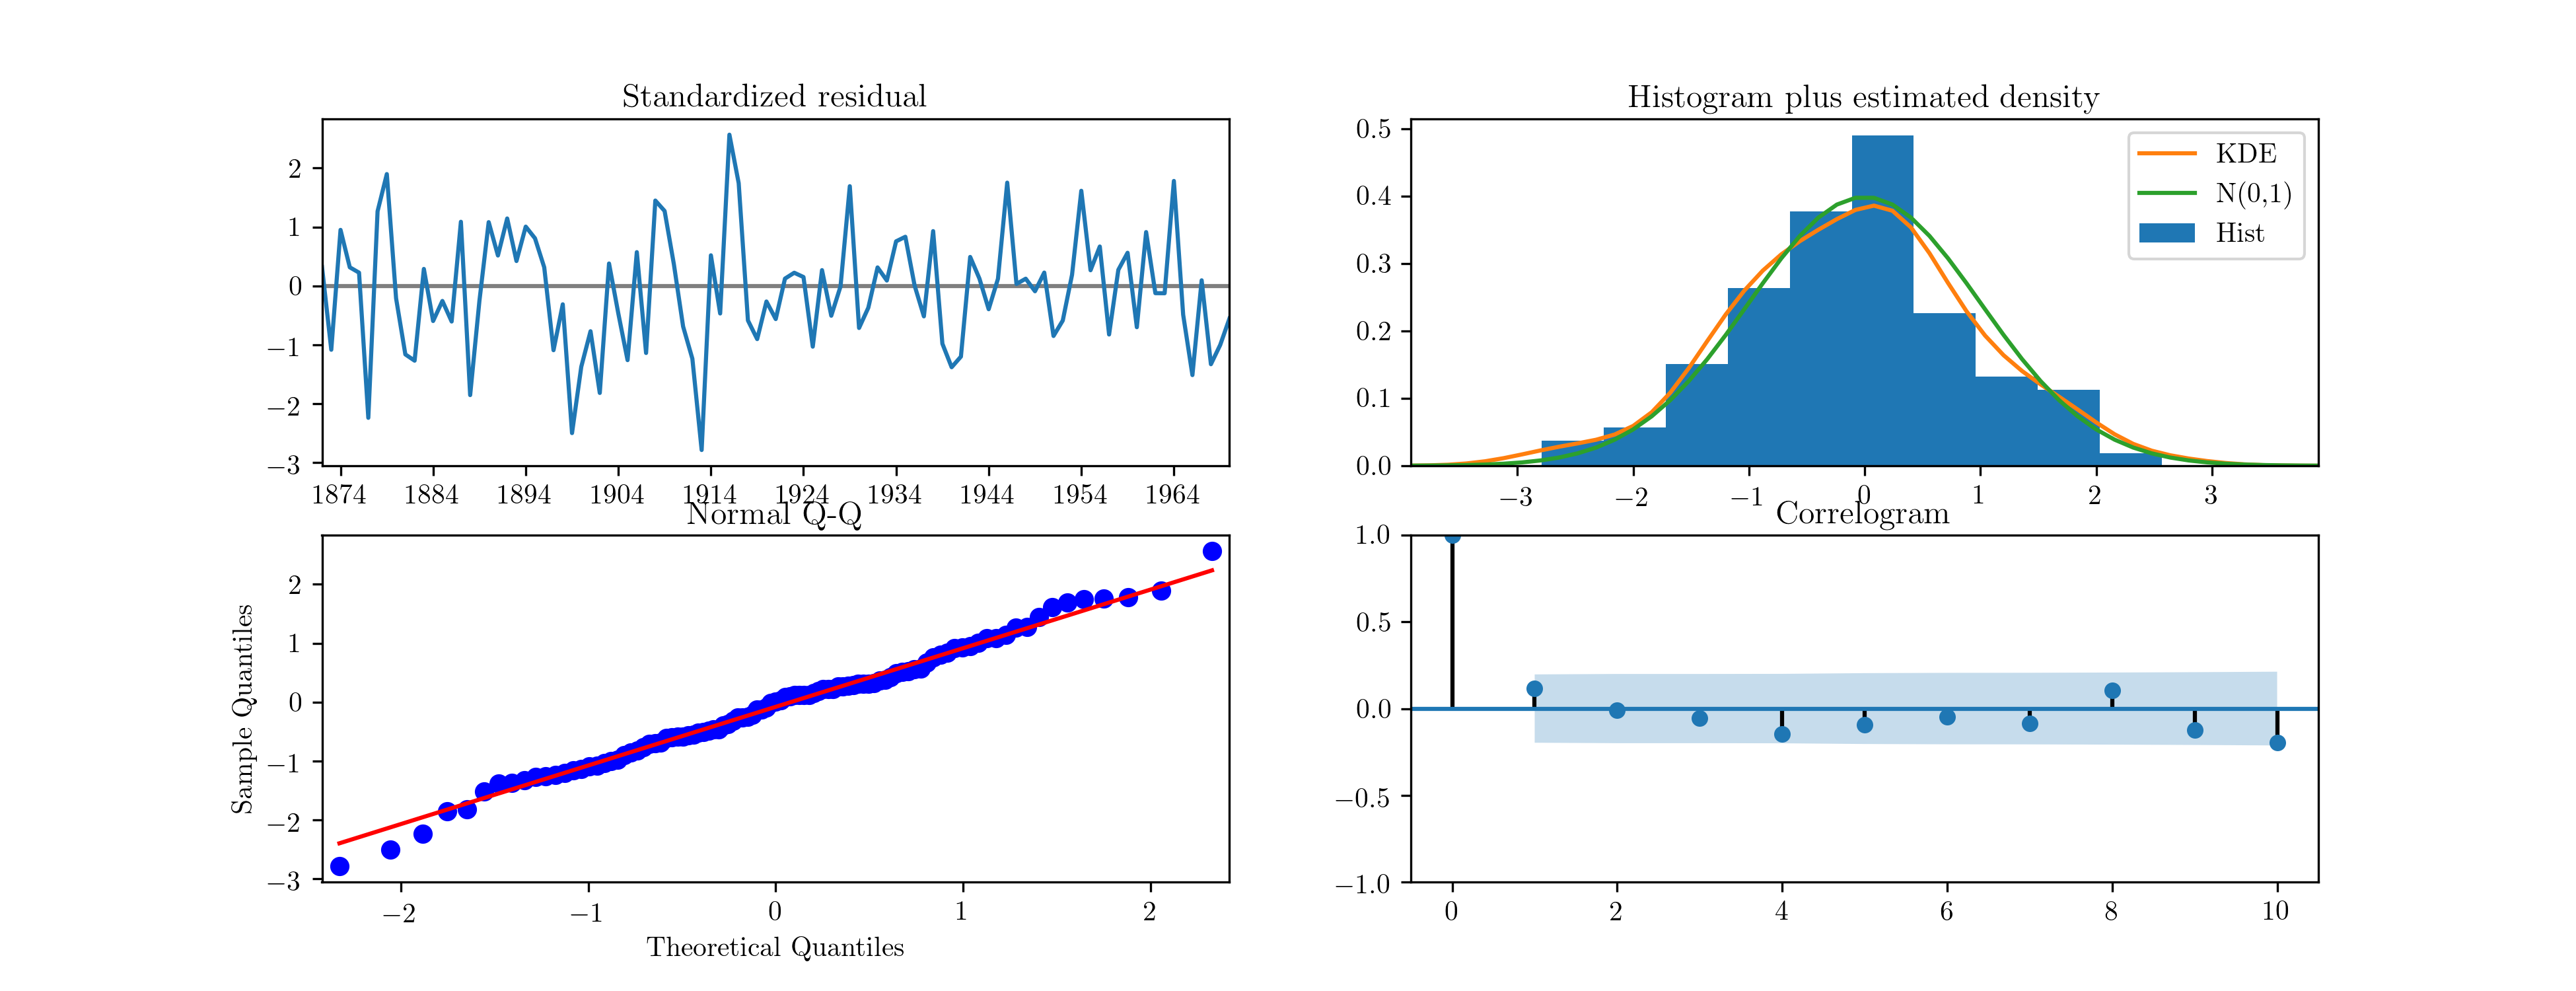 Standardized residual
2
1
0
−1
−2
−3
1874 1884 1894 1904 1914 1924 1934 1944 1954 1964
Histogram plus estimated density
0.5
0.4
0.3
0.2
0.1
0.0
KDE
N(0,1)
Hist
−3 −2 −1 0 1 2 3
Normal Q-Q
Sample Quantiles
2
1
0
−1
−2
−3
−2 −1 0 1 2
Theoretical Quantiles
Correlogram
1.0
0.5
0.0
−0.5
−1.0
0 2 4 6 8 10